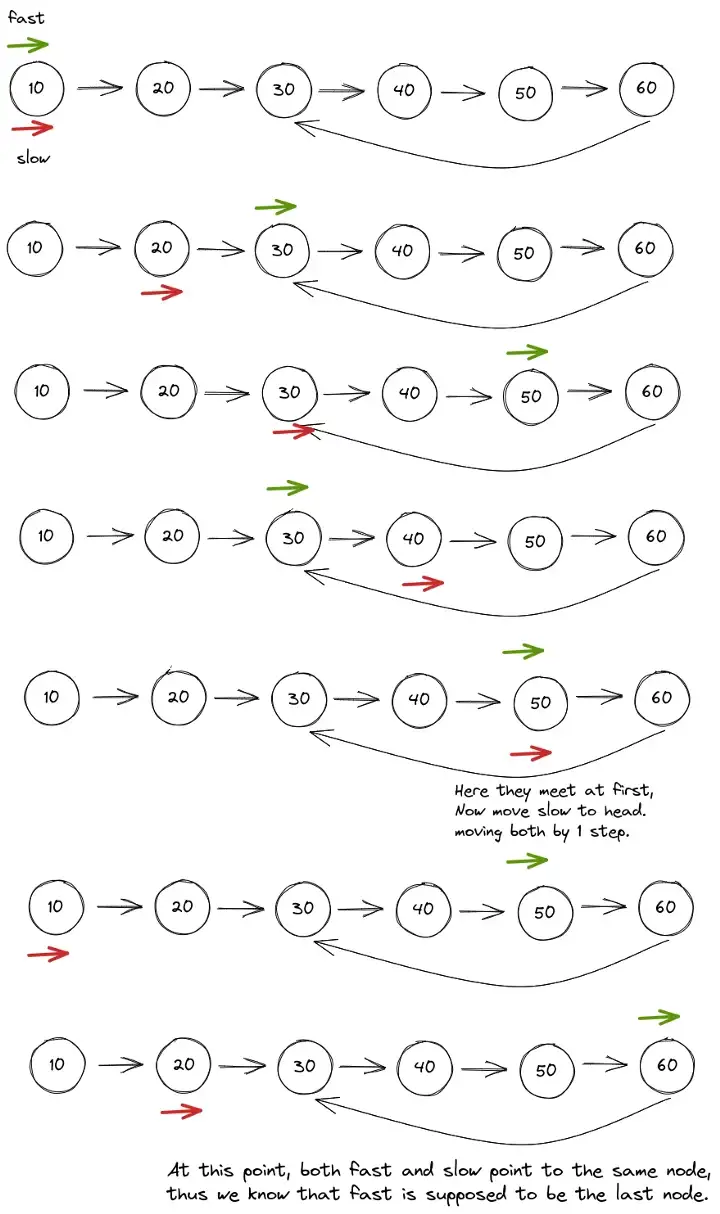 fast
10 20 30 40 50 60
slow
10 20 30 40 50 60
10 20 30 40 50 60
10 20 30 40 50 60
10 20 30 40 50 60
Here they meet at first,
Now move slow to head.
moving both by 1 step.
10 20 30 40 50 60
10 20 30 40 50 60
At this point, both fast and slow point to the same node,
thus we know that fast is supposed to be the last node.